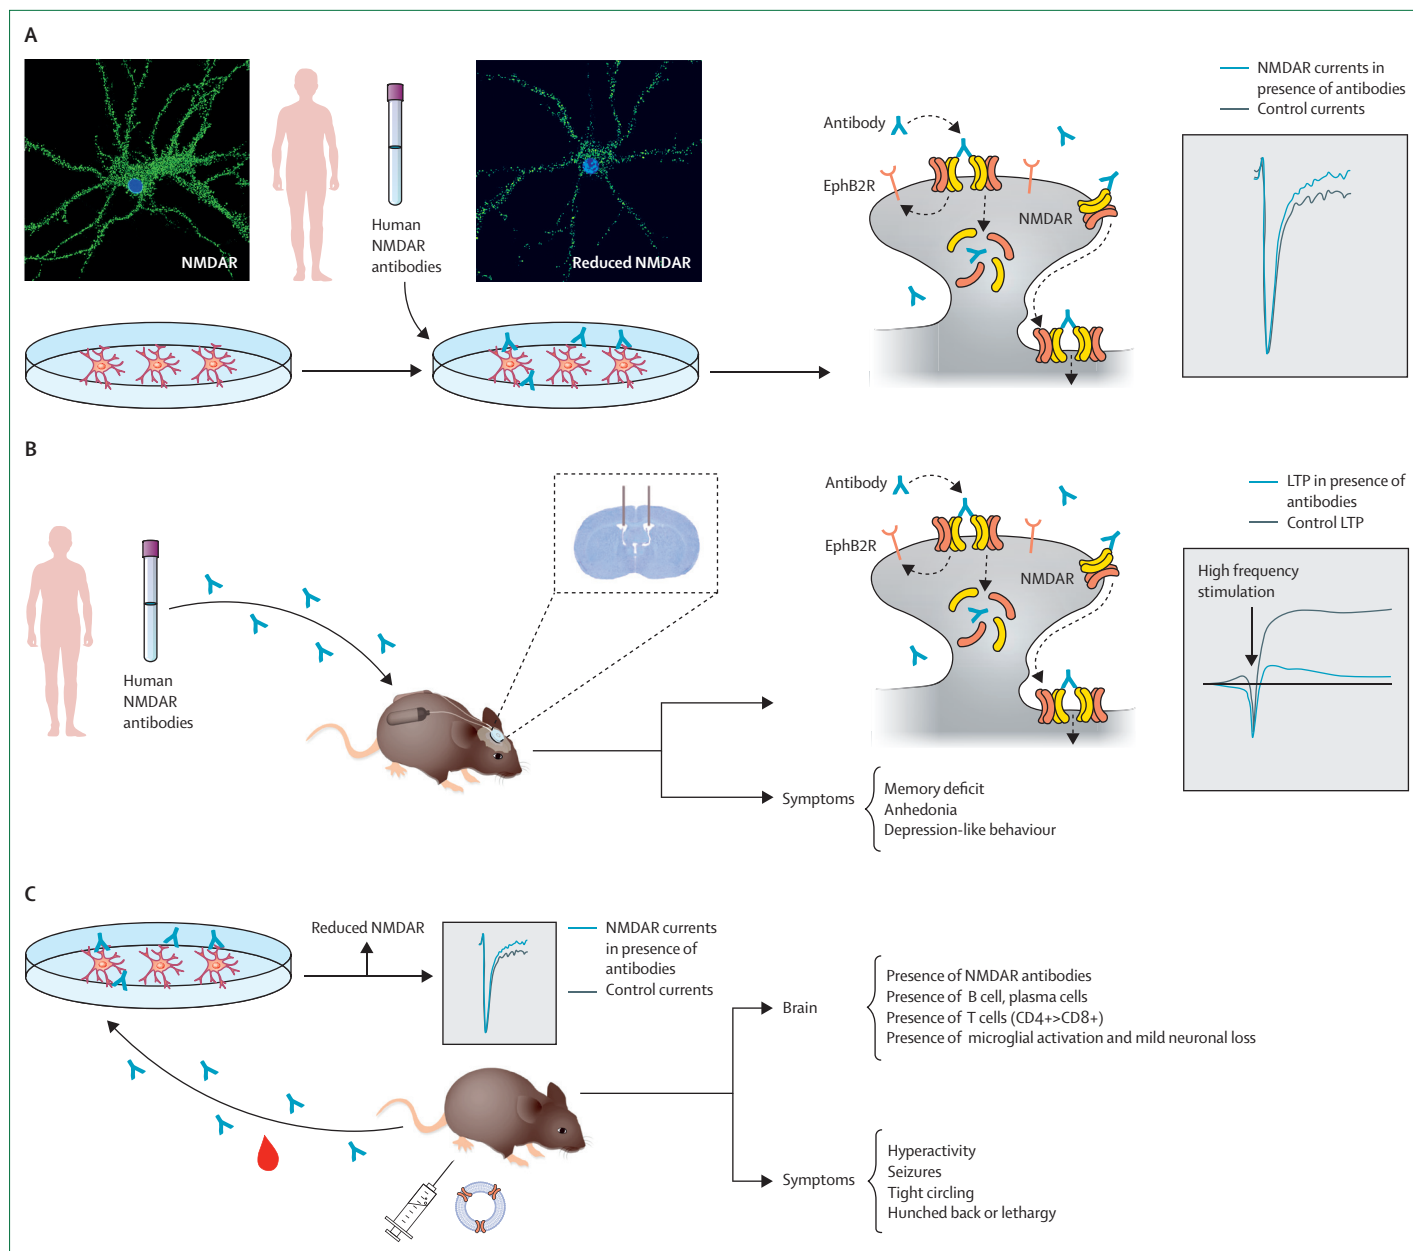 A
NMDAR
Human
NMDAR
antibodies
Reduced NMDAR
Antibody
EphB2R
NMDAR
NMDAR currents in
presence of antibodies
Control currents
B
Human
NMDAR
antibodies
Antibody
EphB2R
NMDAR
Symptoms
Memory deficit
Anhedonia
Depression-like behaviour
LTP in presence of
antibodies
Control LTP
High frequency
stimulation
C
Reduced NMDAR
NMDAR currents
in presence of
antibodies
Control currents
Brain
Presence of NMDAR antibodies
Presence of B cell, plasma cells
Presence of T cells (CD4+>CD8+)
Presence of microglial activation and mild neuronal loss
Symptoms
Hyperactivity
Seizures
Tight circling
Hunched back or lethargy